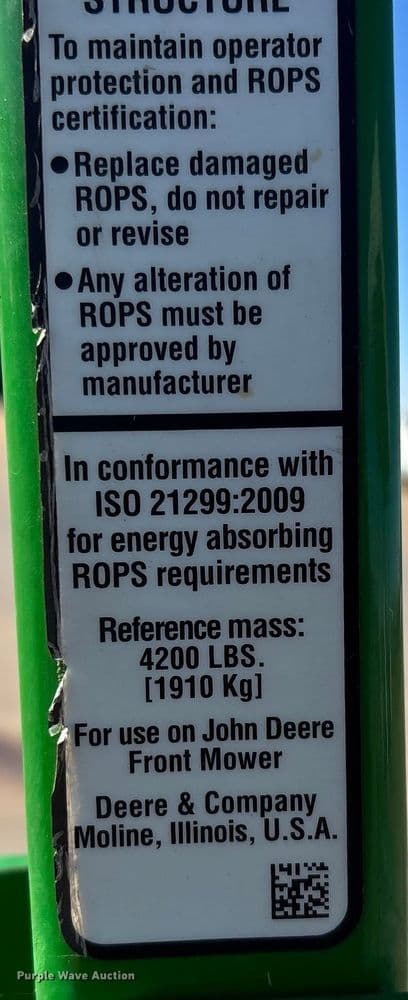 STRUCTURE
To maintain operator
protection and ROPS
certification:
●Replace damaged
ROPS, do not repair
or revise
●Any alteration of
ROPS must be
approved by
manufacturer
In conformance with
ISO 21299:2009
for energy absorbing
ROPS requirements
Reference mass:
4200 LBS.
[1910 Kg]
For use on John Deere
Front Mower
Deere & Company
Moline, Illinois, U.S.A.
Purple Wave Auction